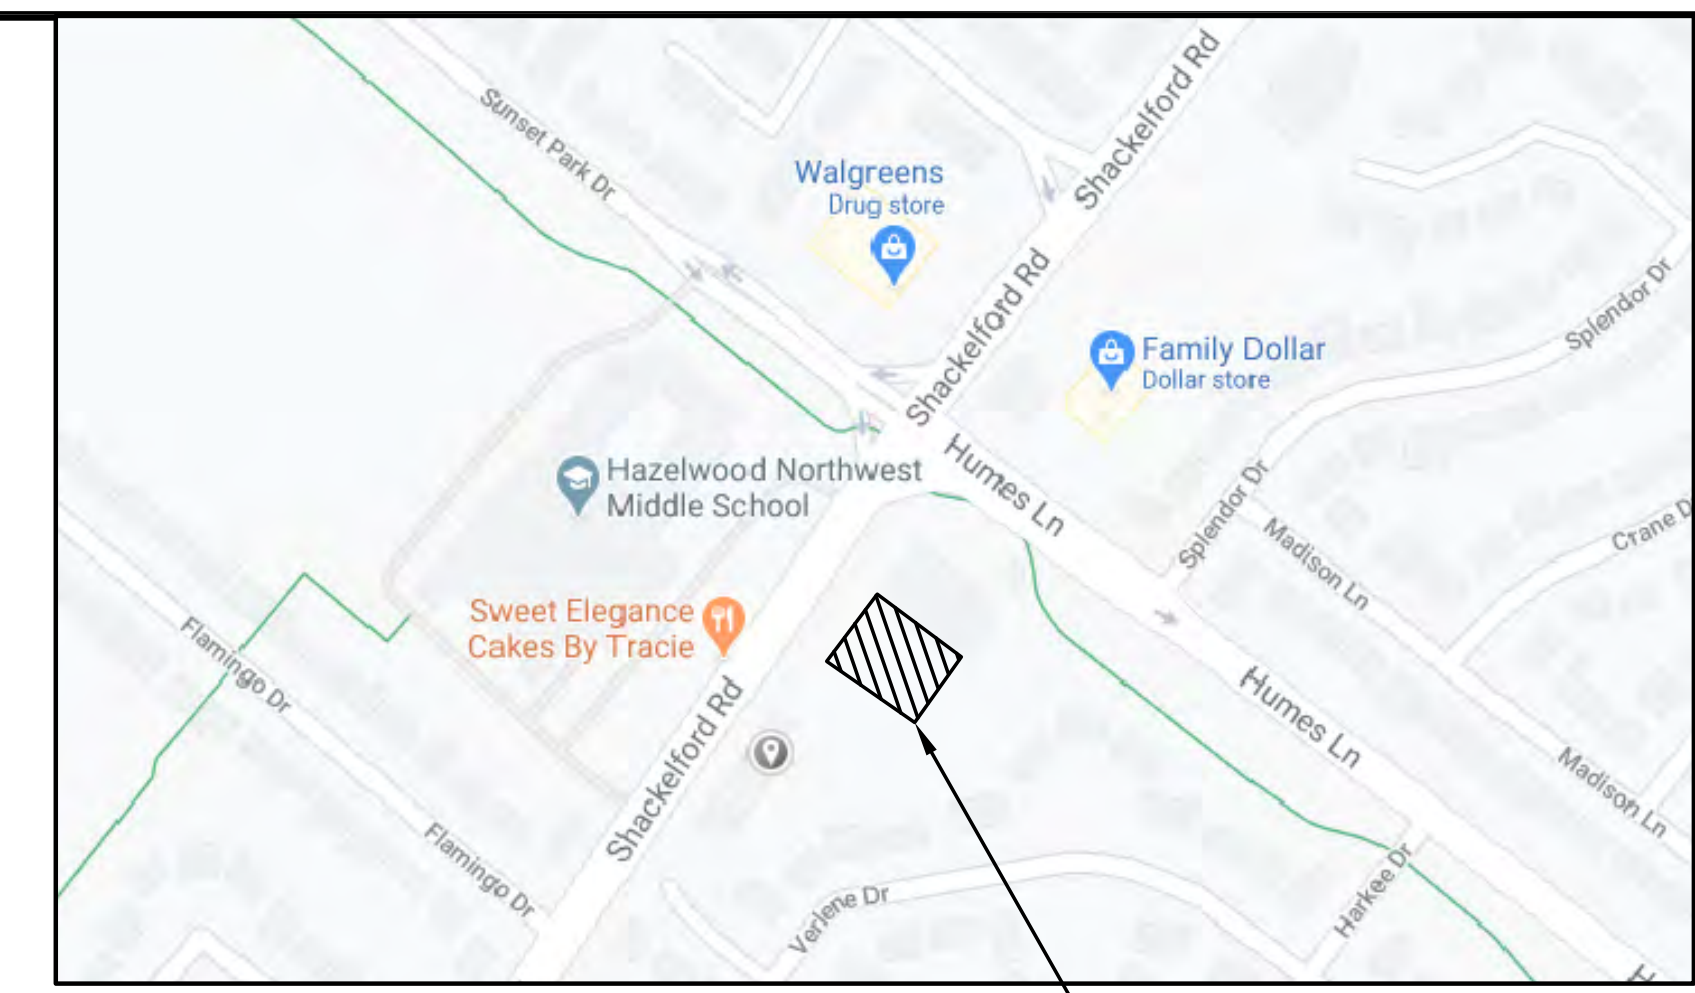 Shackelford Rd
Sunset Park Dr
Walgreens
Drug store
Shackelford Rd
Splendor Dr
Family Dollar
Dollar store
Shackelford Rd
Humes Ln
Hazelwood Northwest
Middle School
Splendor Dr
Madison Ln
Crane D
Sweet Elegance
Cakes By Tracie
Flamingo Dr
Shackelford Rd
Humes Ln
Madison Ln
Flamingo Dr
Verlene Dr
Harkee Dr
H